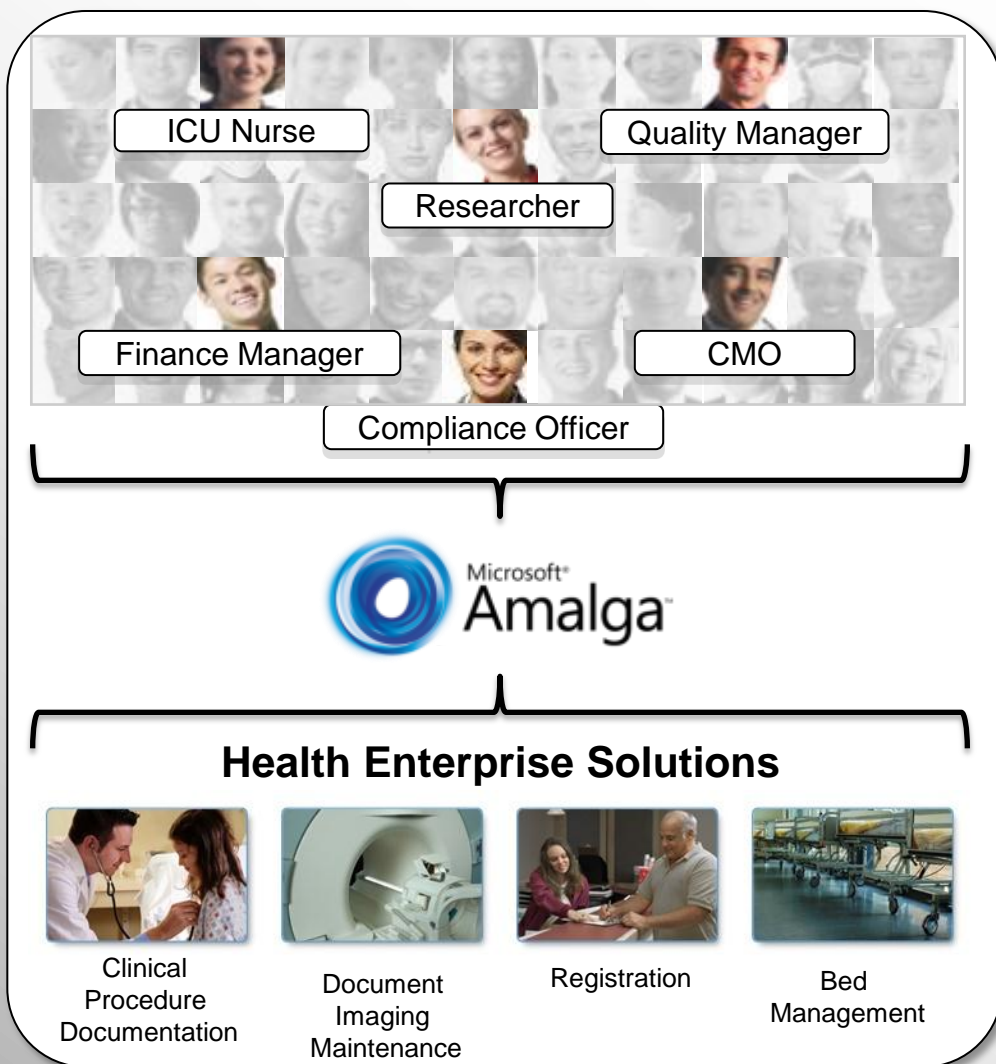 ICU Nurse
Quality Manager
Researcher
Finance Manager
CMO
Compliance Officer
Microsoft®
Amalga™
Health Enterprise Solutions
Clinical
Procedure
Documentation
Document
Imaging
Maintenance
Registration
Bed
Management